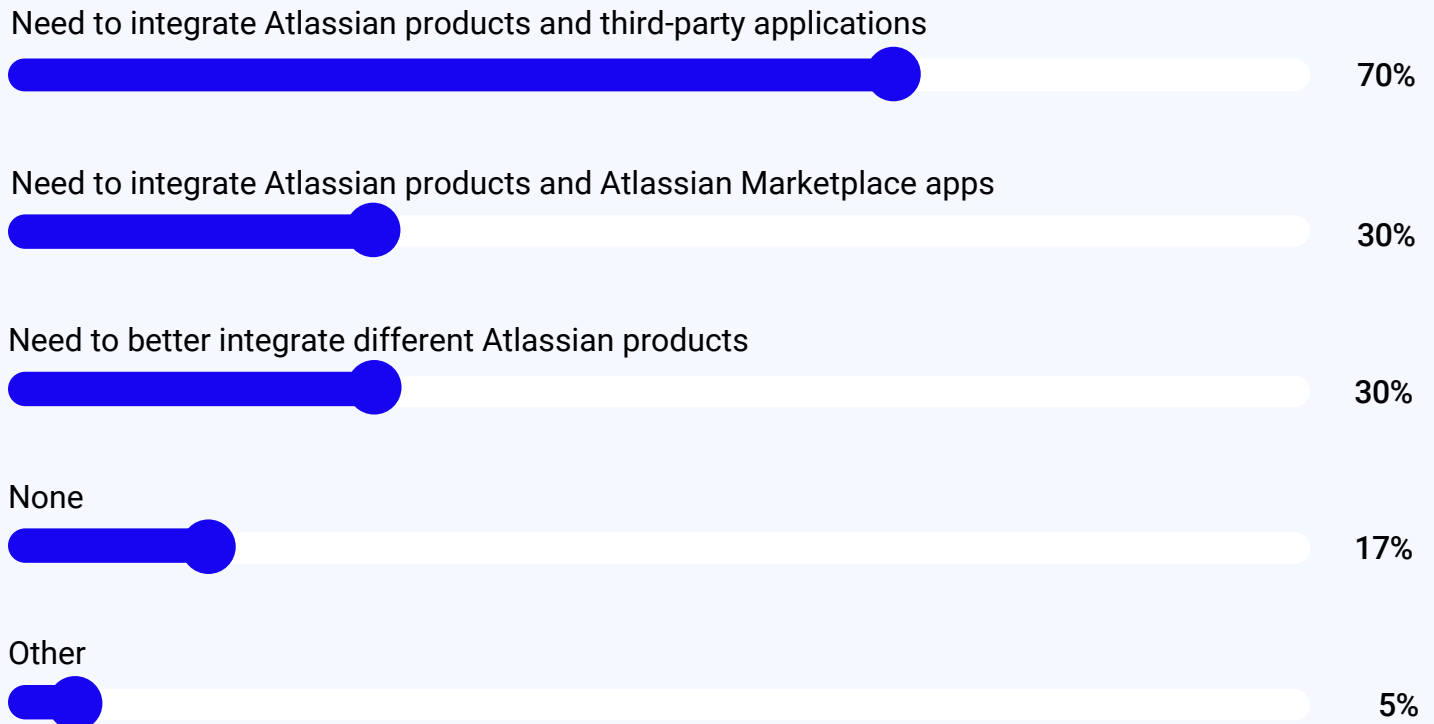 Need to integrate Atlassian products and third-party applications
70%
Need to integrate Atlassian products and Atlassian Marketplace apps
30%
Need to better integrate different Atlassian products
30%
None
17%
Other
5%